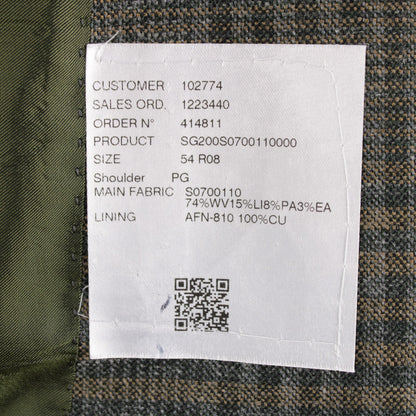 CUSTOMER 102774
SALES ORD. 1223440
ORDER N° 414811
PRODUCT SG200S0700110000
SIZE 54 R08
Shoulder PG
MAIN FABRIC S0700110
74%WV15%LI8%PA3%EA
LINING AFN-810 100%CU